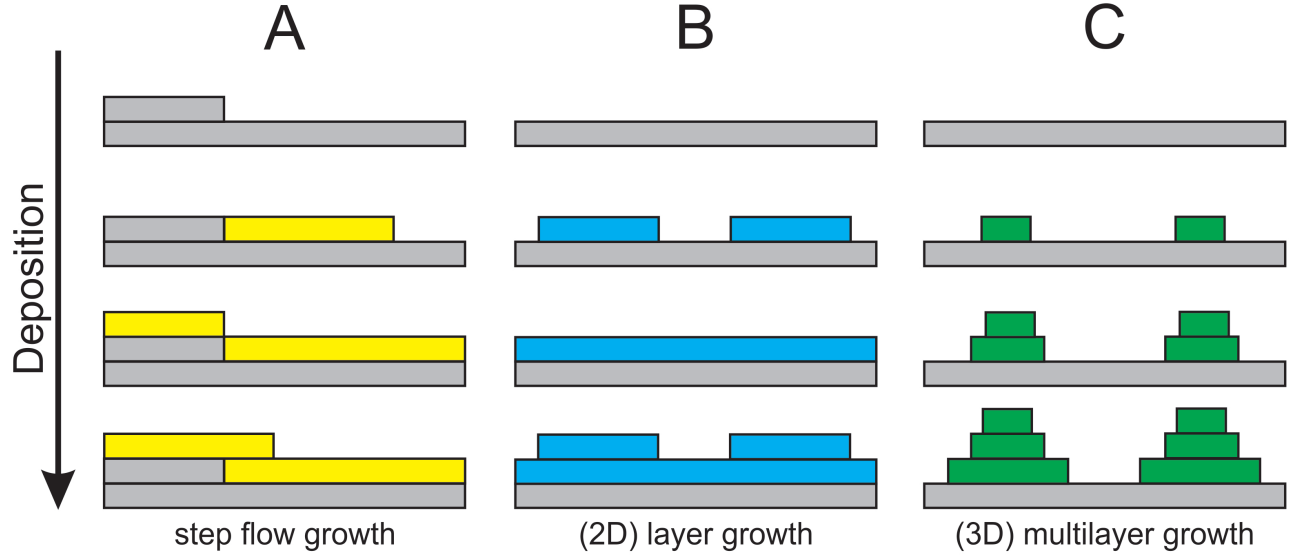 A
B
C
Deposition
step flow growth
(2D) layer growth
(3D) multilayer growth